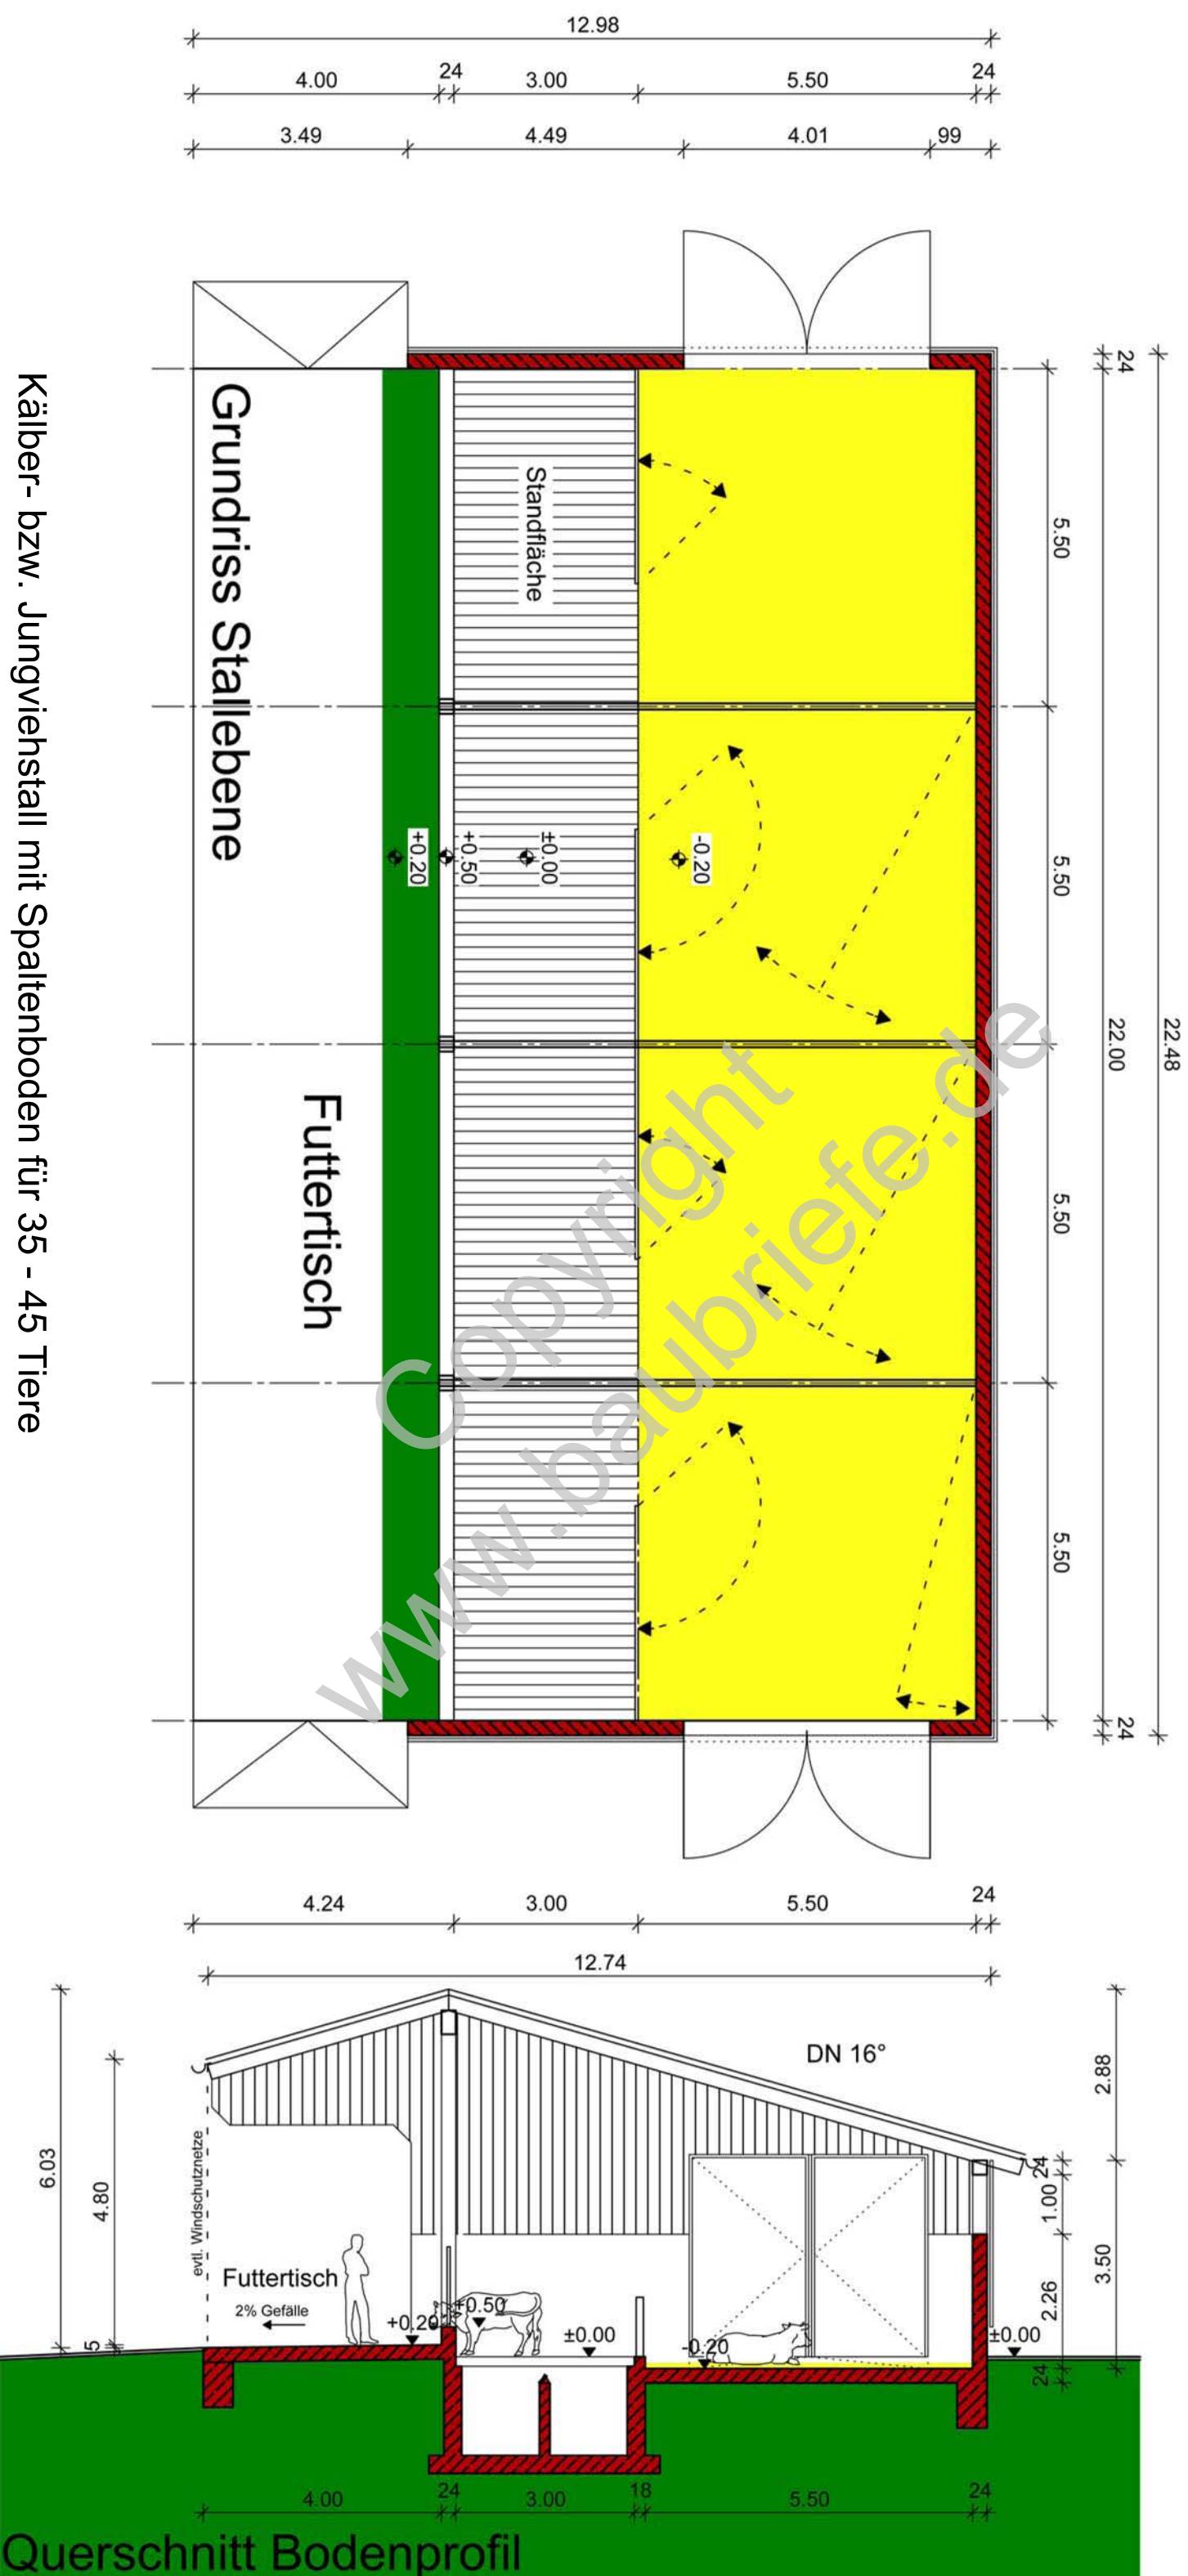 12.98
4.00 24 3.00 5.50 24
3.49 4.49 4.01 99
24
22.48
22.00
5.50
5.50
5.50
5.50
24
Standfläche
+0.20
+0.50
±0.00
-0.20
Grundriss Stallebene
Futtertisch
Kälber- bzw. Jungviehstall mit Spaltenboden für 35 - 45 Tiere
Copyright
www.baubriefe.de
4.24 3.00 5.50 24
12.74
DN 16°
6.03
4.80
5
evtl. Windschutznetze
Futtertisch
2% Gefälle
+0.20
+0.50
±0.00
-0.20
±0.00
2.88
24
1.00
3.50
2.26
24
4.00 24 3.00 18 5.50 24
Querschnitt Bodenprofil